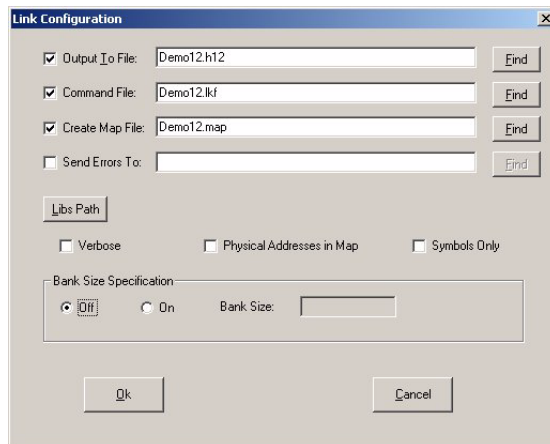 Link Configuration
Output To File: Demo12.h12 Find
Command File: Demo12.lkf Find
Create Map File: Demo12.map Find
Send Errors To: Find
Libs Path
Verbose Physical Addresses in Map Symbols Only
Bank Size Specification
Off On Bank Size:
Ok Cancel